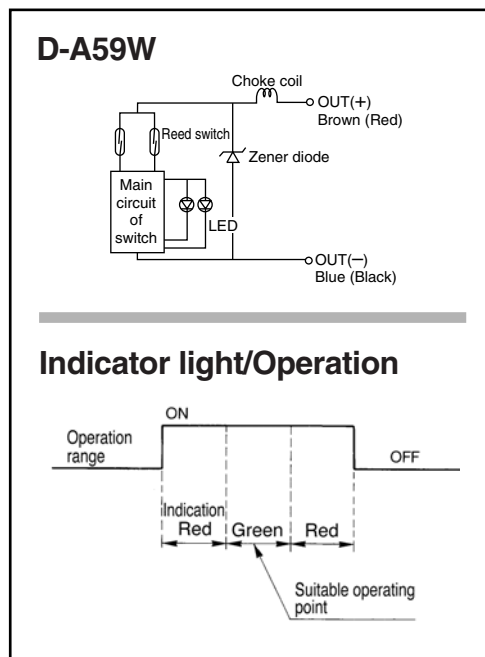 D-A59W
Choke coil
OUT(+)
Brown (Red)
Reed switch
Zener diode
Main
circuit
of
switch
LED
OUT(−)
Blue (Black)
Indicator light/Operation
ON
Operation
range
OFF
Indication
Red
Green
Red
Suitable operating
point